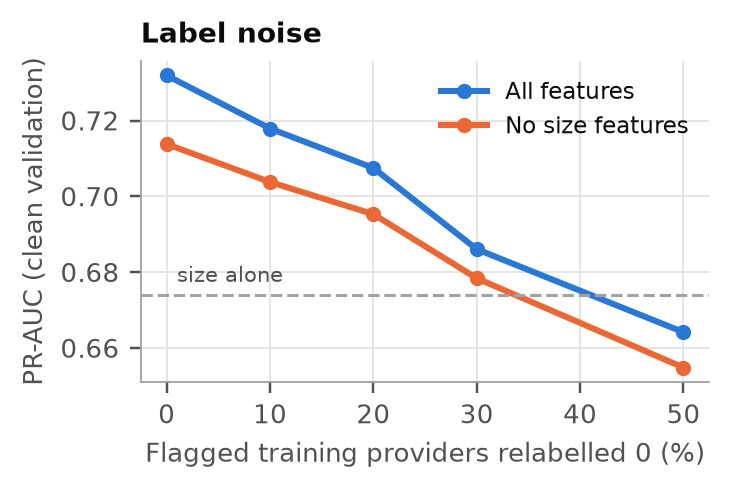 Label noise
PR-AUC (clean validation)
0.72
0.70
0.68
0.66
All features
No size features
size alone
0 10 20 30 40 50
Flagged training providers relabelled 0 (%)